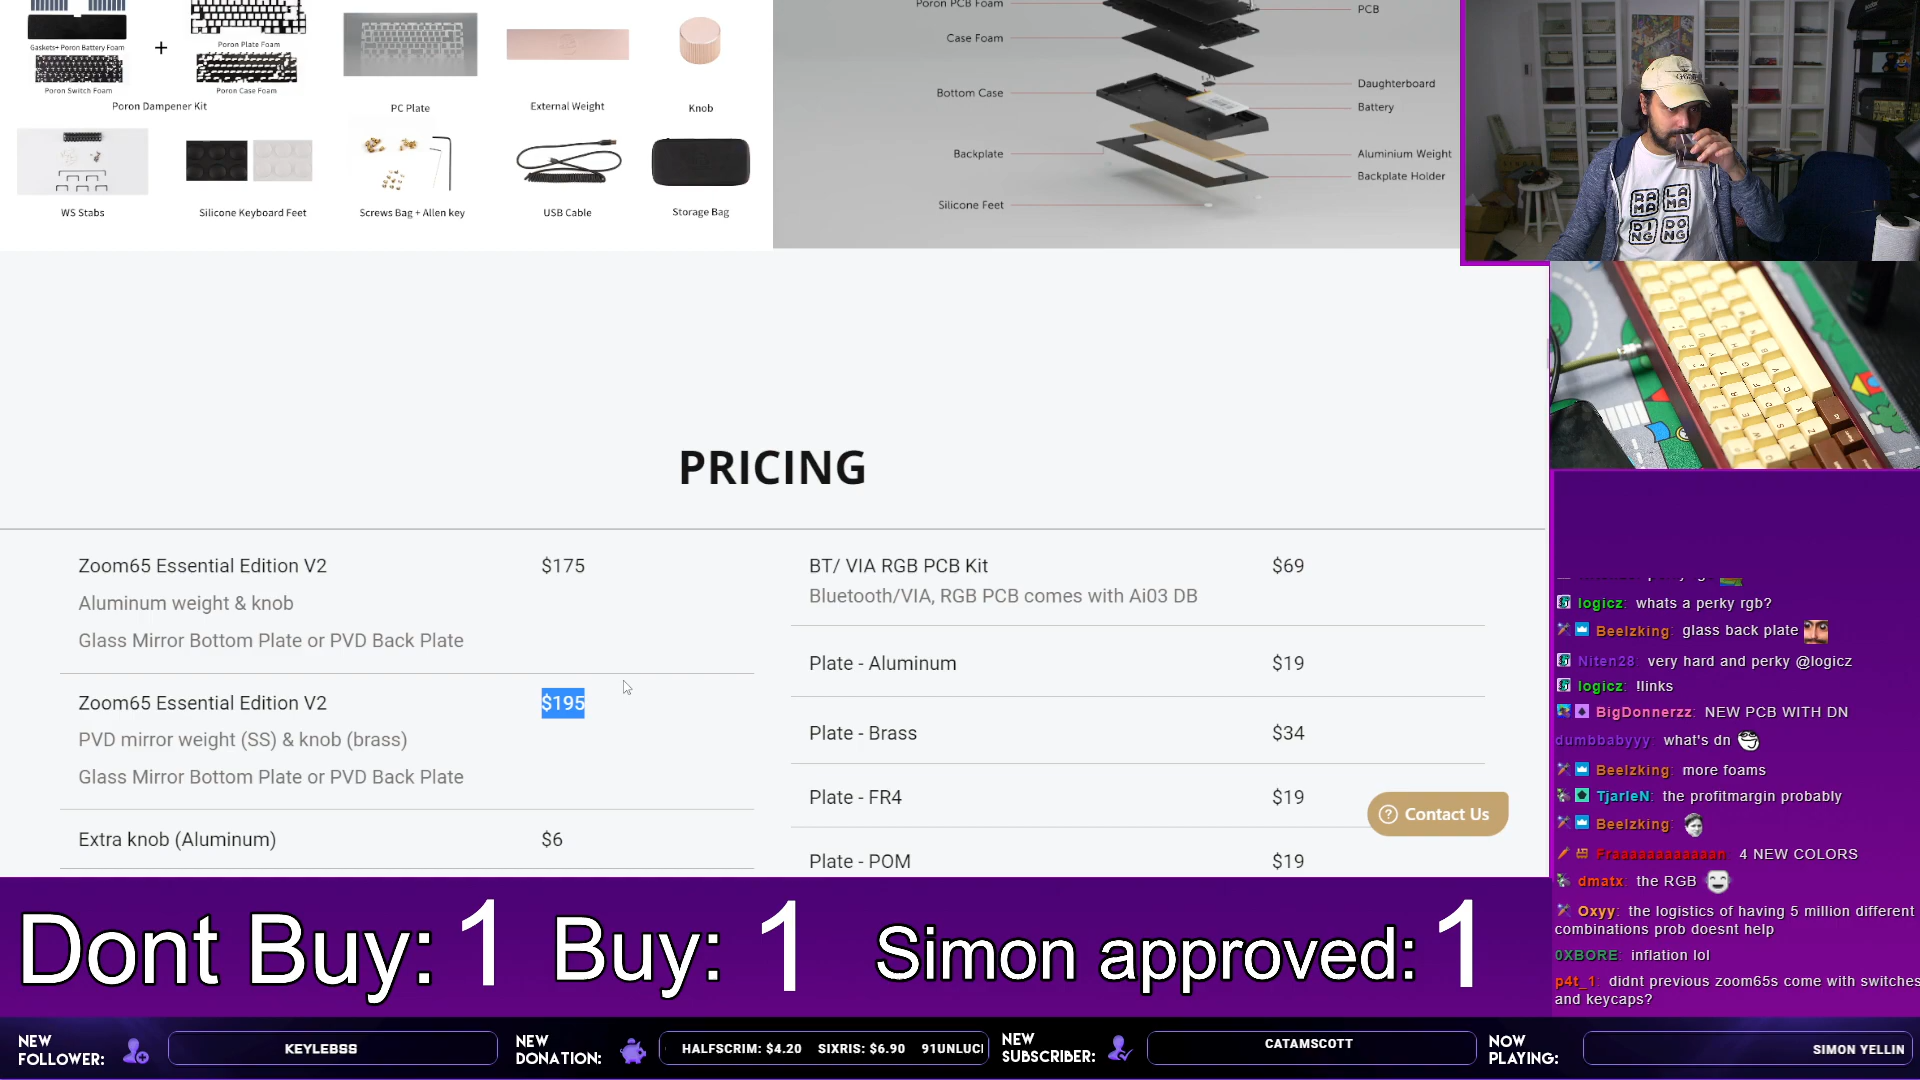 Gaskets+ Poron Battery Foam
Poron Plate Foam
Poron Switch Foam
Poron Case Foam
+
Poron Dampener Kit
PC Plate
External Weight
Knob
WS Stabs
Silicone Keyboard Feet
Screws Bag + Allen key
USB Cable
Storage Bag
Poron PCB Foam
PCB
Case Foam
Daughterboard
Bottom Case
Battery
Backplate
Aluminium Weight
Backplate Holder
Silicone Feet
RA LA
MA MA
DI DO
NG NG
PRICING
Zoom65 Essential Edition V2 $175
Aluminum weight & knob
Glass Mirror Bottom Plate or PVD Back Plate
Zoom65 Essential Edition V2 $195
PVD mirror weight (SS) & knob (brass)
Glass Mirror Bottom Plate or PVD Back Plate
Extra knob (Aluminum) $6
BT/ VIA RGB PCB Kit $69
Bluetooth/VIA, RGB PCB comes with Ai03 DB
Plate - Aluminum $19
Plate - Brass $34
Plate - FR4 $19
Plate - POM $19
Contact Us
logicz: whats a perky rgb?
Beelzking: glass back plate
Niten28: very hard and perky @logicz
logicz: !links
BigDonnerzz: NEW PCB WITH DN
dumbbabyyy: what's dn
Beelzking: more foams
TjarleN: the profitmargin probably
Beelzking:
Fraaaaaaaaaaaan: 4 NEW COLORS
dmatx: the RGB
Oxyy: the logistics of having 5 million different
combinations prob doesnt help
0XBORE: inflation lol
p4t_1: didnt previous zoom65s come with switches
and keycaps?
Dont Buy: 1 Buy: 1 Simon approved: 1
NEW
FOLLOWER:
KEYLEBSS
NEW
DONATION:
HALFSCRIM: $4.20 SIXRIS: $6.90 91UNLUCI
NEW
SUBSCRIBER:
CATAMSCOTT
NOW
PLAYING:
SIMON YELLIN